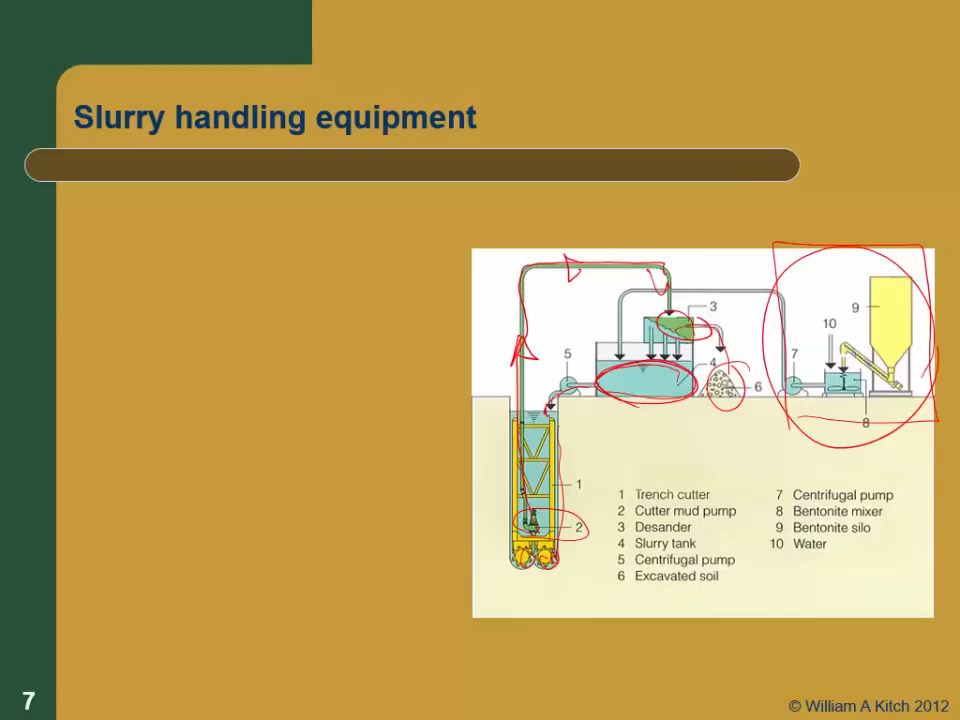 Slurry handling equipment
3
9
10
5
7
4
6
8
1
2
1 Trench cutter
2 Cutter mud pump
3 Desander
4 Slurry tank
5 Centrifugal pump
6 Excavated soil
7 Centrifugal pump
8 Bentonite mixer
9 Bentonite silo
10 Water
7
© William A Kitch 2012